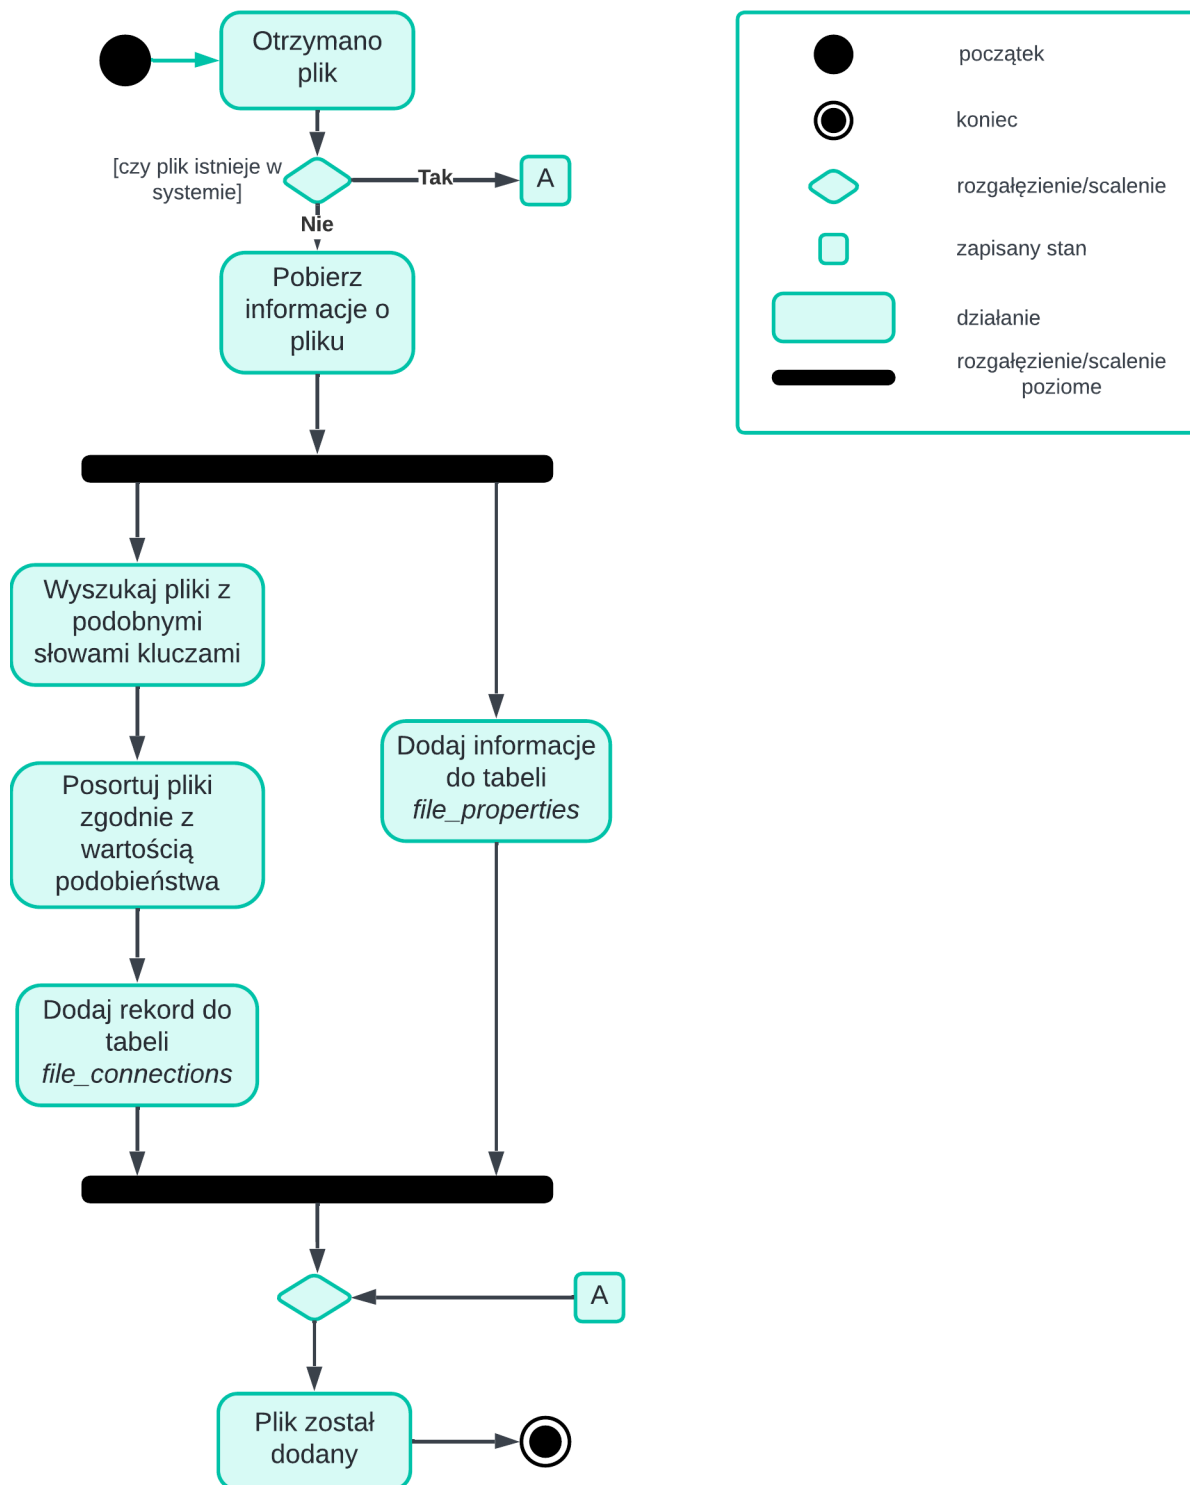 Otrzymano
plik
[czy plik istnieje w
systemie]
Tak
A
Nie
Pobierz
informacje o
pliku
Wyszukaj pliki z
podobnymi
słowami kluczami
Posortuj pliki
zgodnie z
wartością
podobieństwa
Dodaj rekord do
tabeli
file_connections
Dodaj informacje
do tabeli
file_properties
A
Plik został
dodany
początek
koniec
rozgałęzienie/scalenie
zapisany stan
działanie
rozgałęzienie/scalenie
poziome